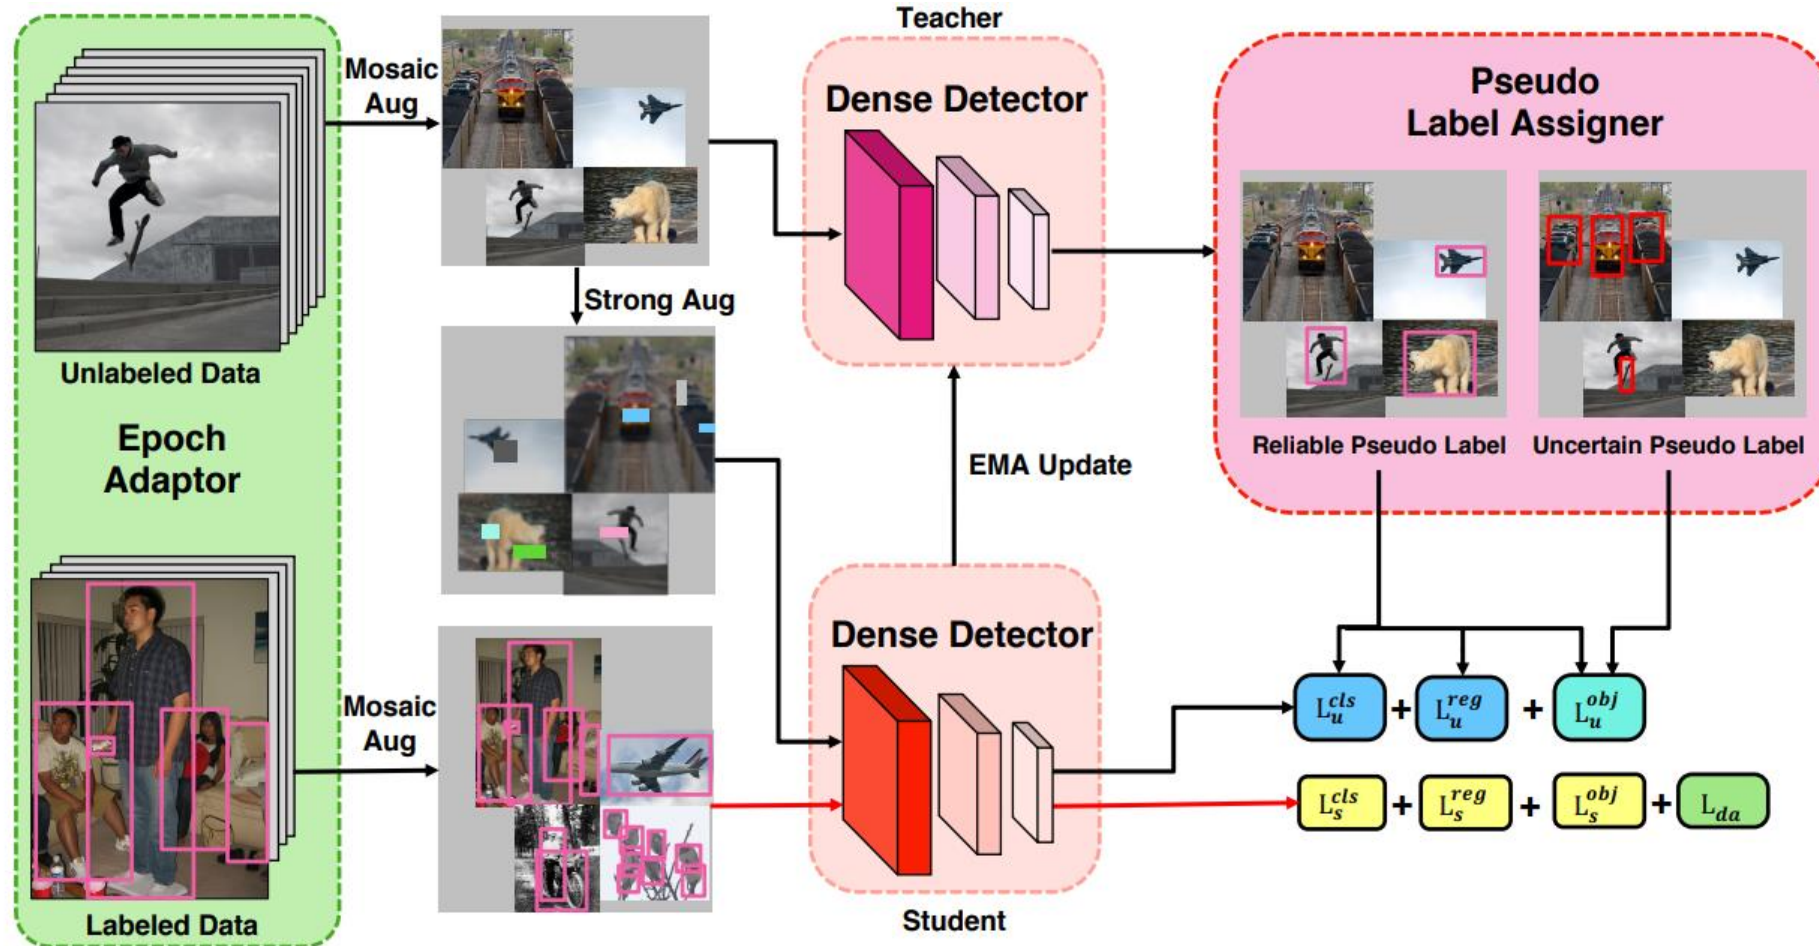 Teacher
Mosaic
Aug
Dense Detector
Pseudo
Label Assigner
Strong Aug
Unlabeled Data
Epoch
Adaptor
EMA Update
Reliable Pseudo Label
Uncertain Pseudo Label
Mosaic
Aug
Dense Detector
L_u^{cls} + L_u^{reg} + L_u^{obj}
L_s^{cls} + L_s^{reg} + L_s^{obj} + L_{da}
Labeled Data
Student